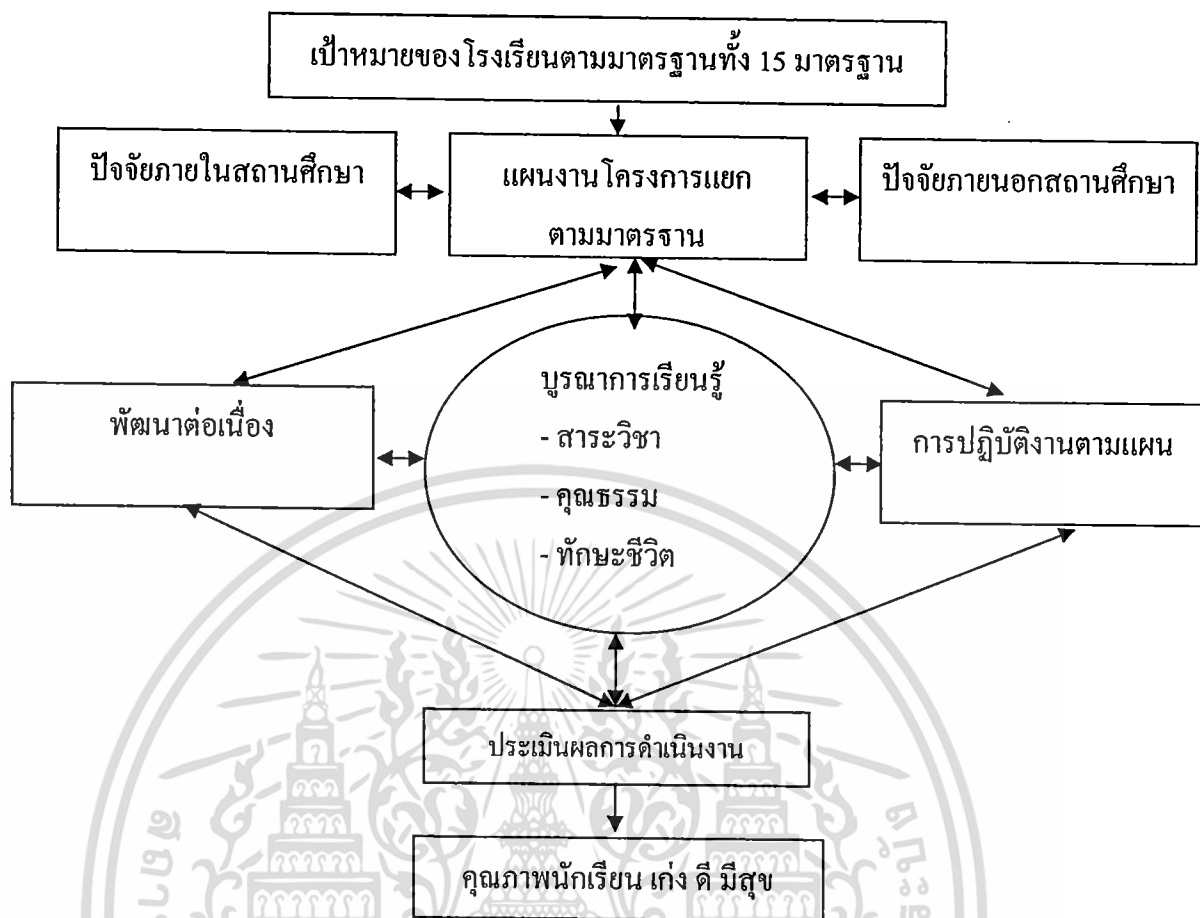 เป้าหมายของโรงเรียนตามมาตรฐานทั้ง 15 มาตรฐาน
ปัจจัยภายในสถานศึกษา
แผนงานโครงการแยก
ตามมาตรฐาน
ปัจจัยภายนอกสถานศึกษา
พัฒนาต่อเนื่อง
บูรณาการเรียนรู้
- สาระวิชา
- คุณธรรม
- ทักษะชีวิต
การปฏิบัติงานตามแผน
ประเมินผลการดำเนินงาน
คุณภาพนักเรียน เก่ง ดี มีสุข